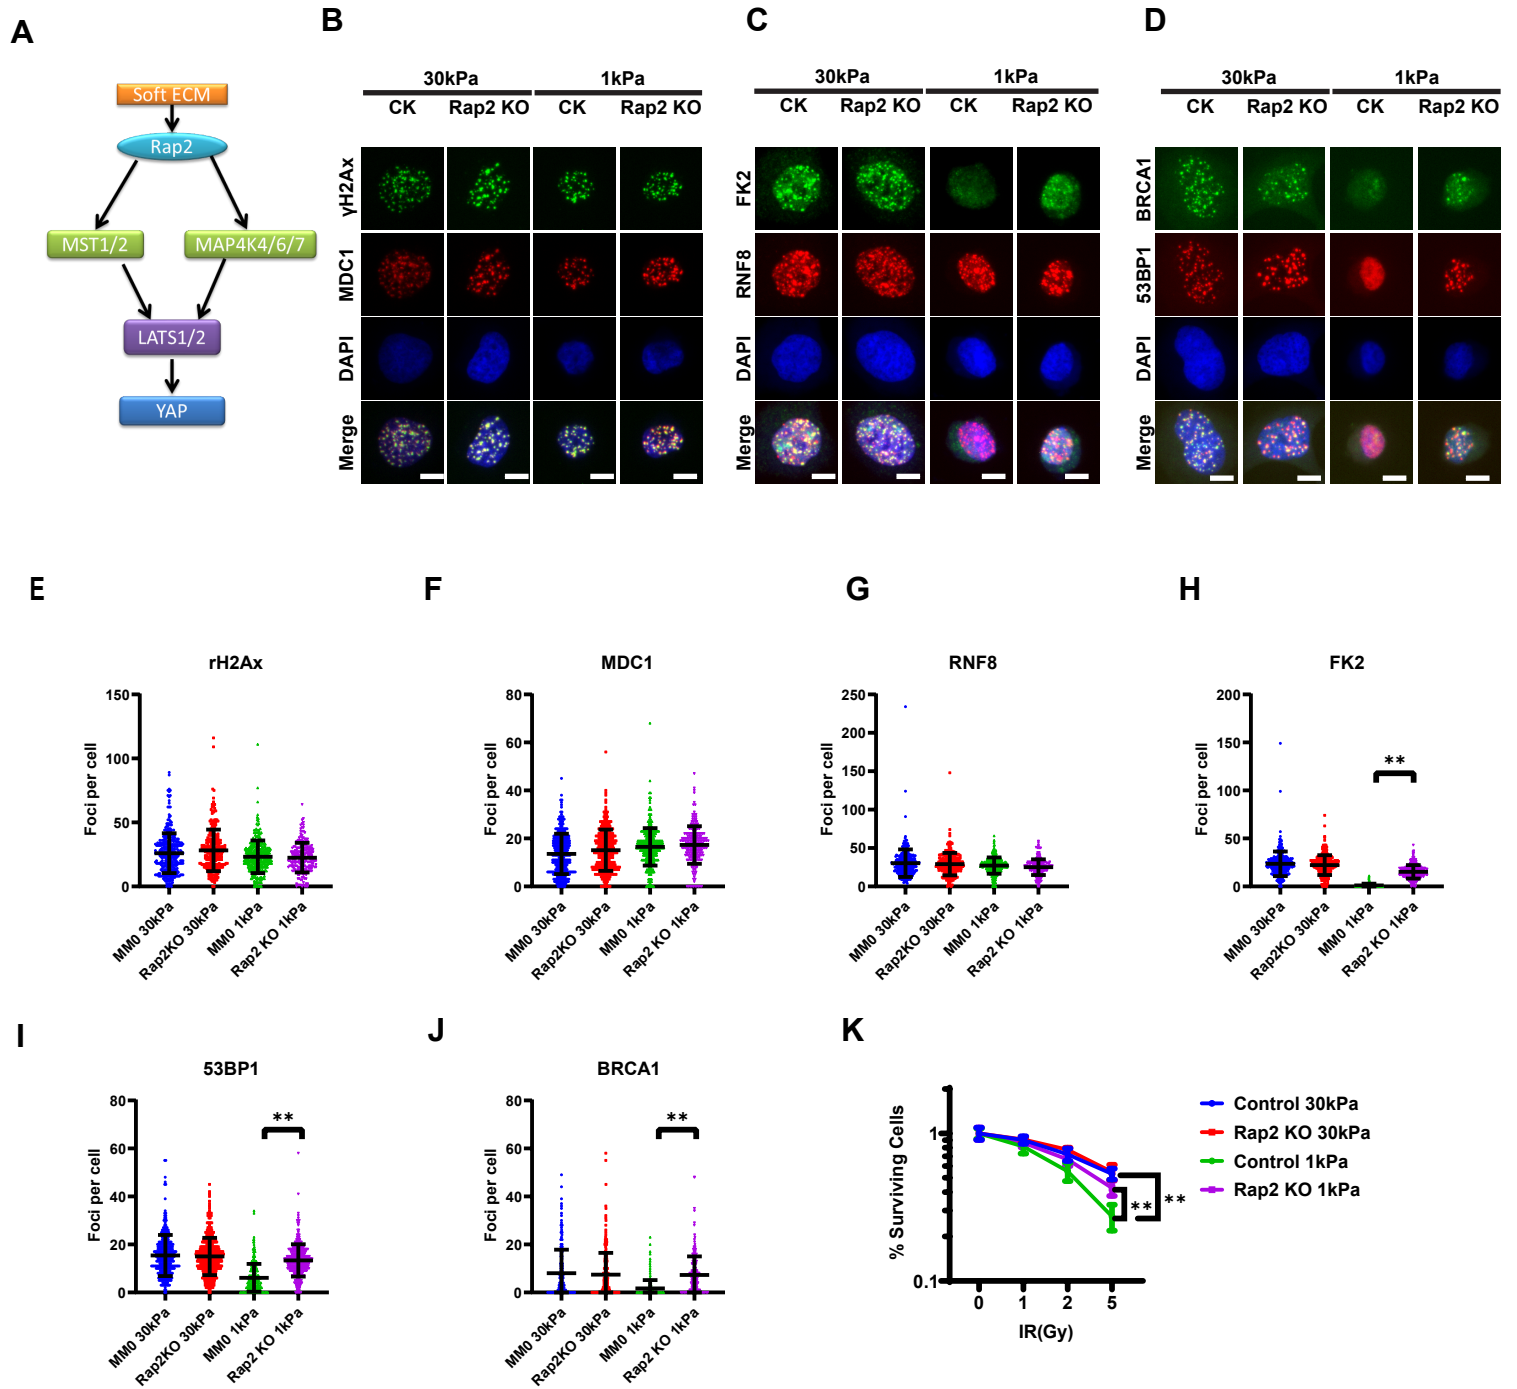 A
Soft ECM
Rap2
MST1/2 MAP4K4/6/7
LATS1/2
YAP
B
30kPa 1kPa
CK Rap2 KO CK Rap2 KO
γH2Ax
MDC1
DAPI
Merge
C
30kPa 1kPa
CK Rap2 KO CK Rap2 KO
FK2
RNF8
DAPI
Merge
D
30kPa 1kPa
CK Rap2 KO CK Rap2 KO
BRCA1
53BP1
DAPI
Merge
E
rH2Ax
Foci per cell
150
100
50
0
MM0 30kPa
Rap2KO 30kPa
MM0 1kPa
Rap2 KO 1kPa
F
MDC1
Foci per cell
80
60
40
20
0
MM0 30kPa
Rap2KO 30kPa
MM0 1kPa
Rap2 KO 1kPa
G
RNF8
Foci per cell
250
200
150
100
50
0
MM0 30kPa
Rap2KO 30kPa
MM0 1kPa
Rap2 KO 1kPa
H
FK2
Foci per cell
200
150
100
50
0
**
MM0 30kPa
Rap2KO 30kPa
MM0 1kPa
Rap2 KO 1kPa
I
53BP1
Foci per cell
80
60
40
20
0
**
MM0 30kPa
Rap2KO 30kPa
MM0 1kPa
Rap2 KO 1kPa
J
BRCA1
Foci per cell
80
60
40
20
0
**
MM0 30kPa
Rap2KO 30kPa
MM0 1kPa
Rap2 KO 1kPa
K
% Surviving Cells
1
0.1
0 1 2 5
IR(Gy)
** **
Control 30kPa
Rap2 KO 30kPa
Control 1kPa
Rap2 KO 1kPa